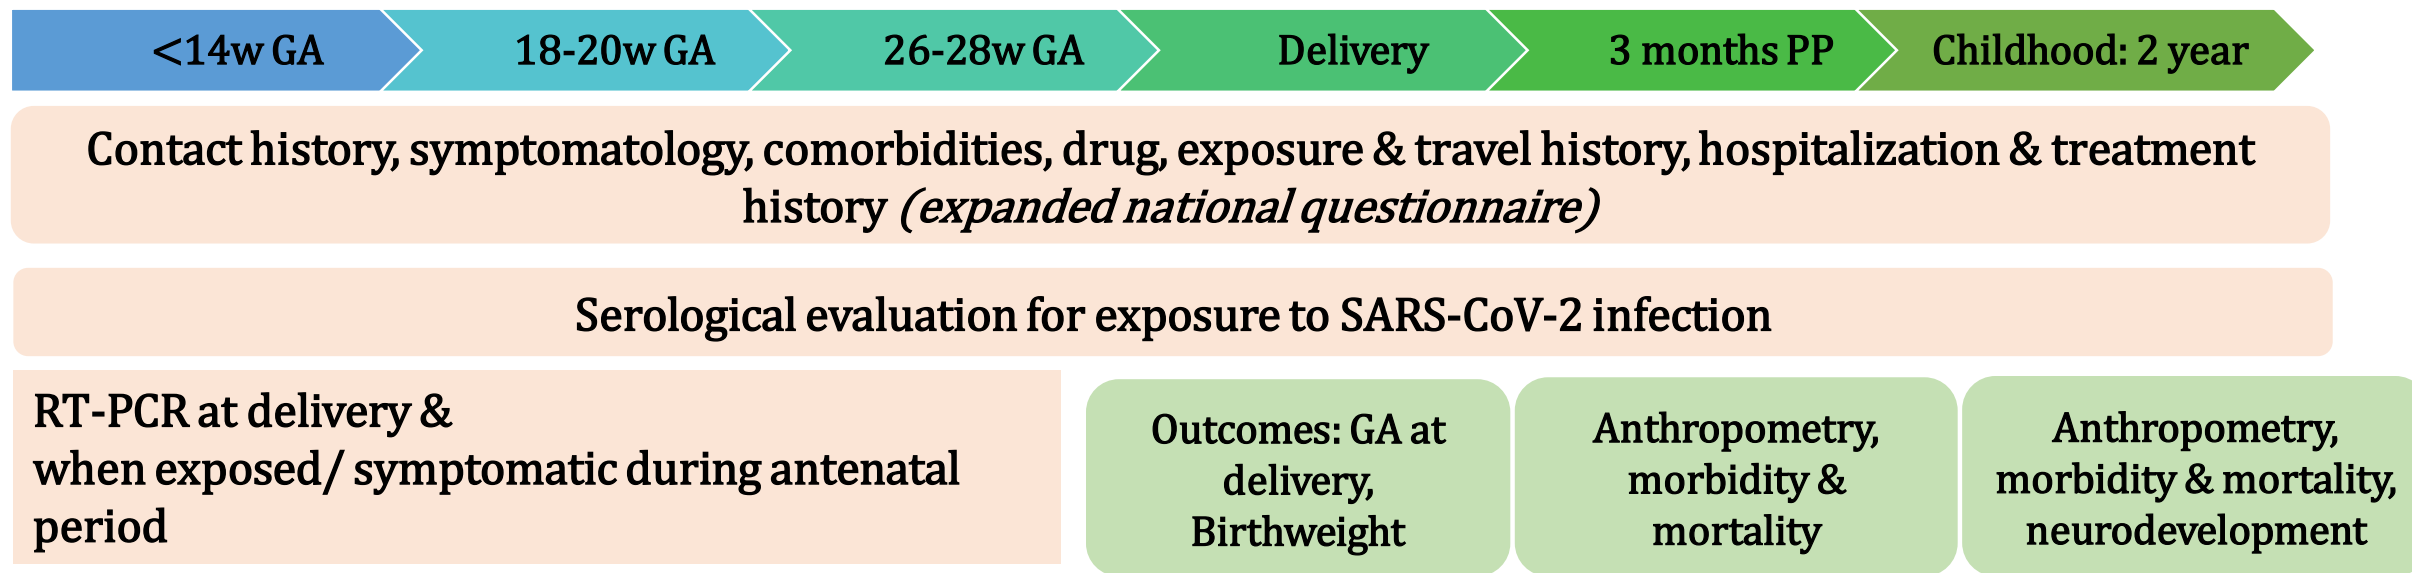 <14w GA
18-20w GA
26-28w GA
Delivery
3 months PP
Childhood: 2 year
Contact history, symptomatology, comorbidities, drug, exposure & travel history, hospitalization & treatment
history (expanded national questionnaire)
Serological evaluation for exposure to SARS-CoV-2 infection
RT-PCR at delivery &
when exposed/ symptomatic during antenatal
period
Outcomes: GA at
delivery,
Birthweight
Anthropometry,
morbidity &
mortality
Anthropometry,
morbidity & mortality,
neurodevelopment